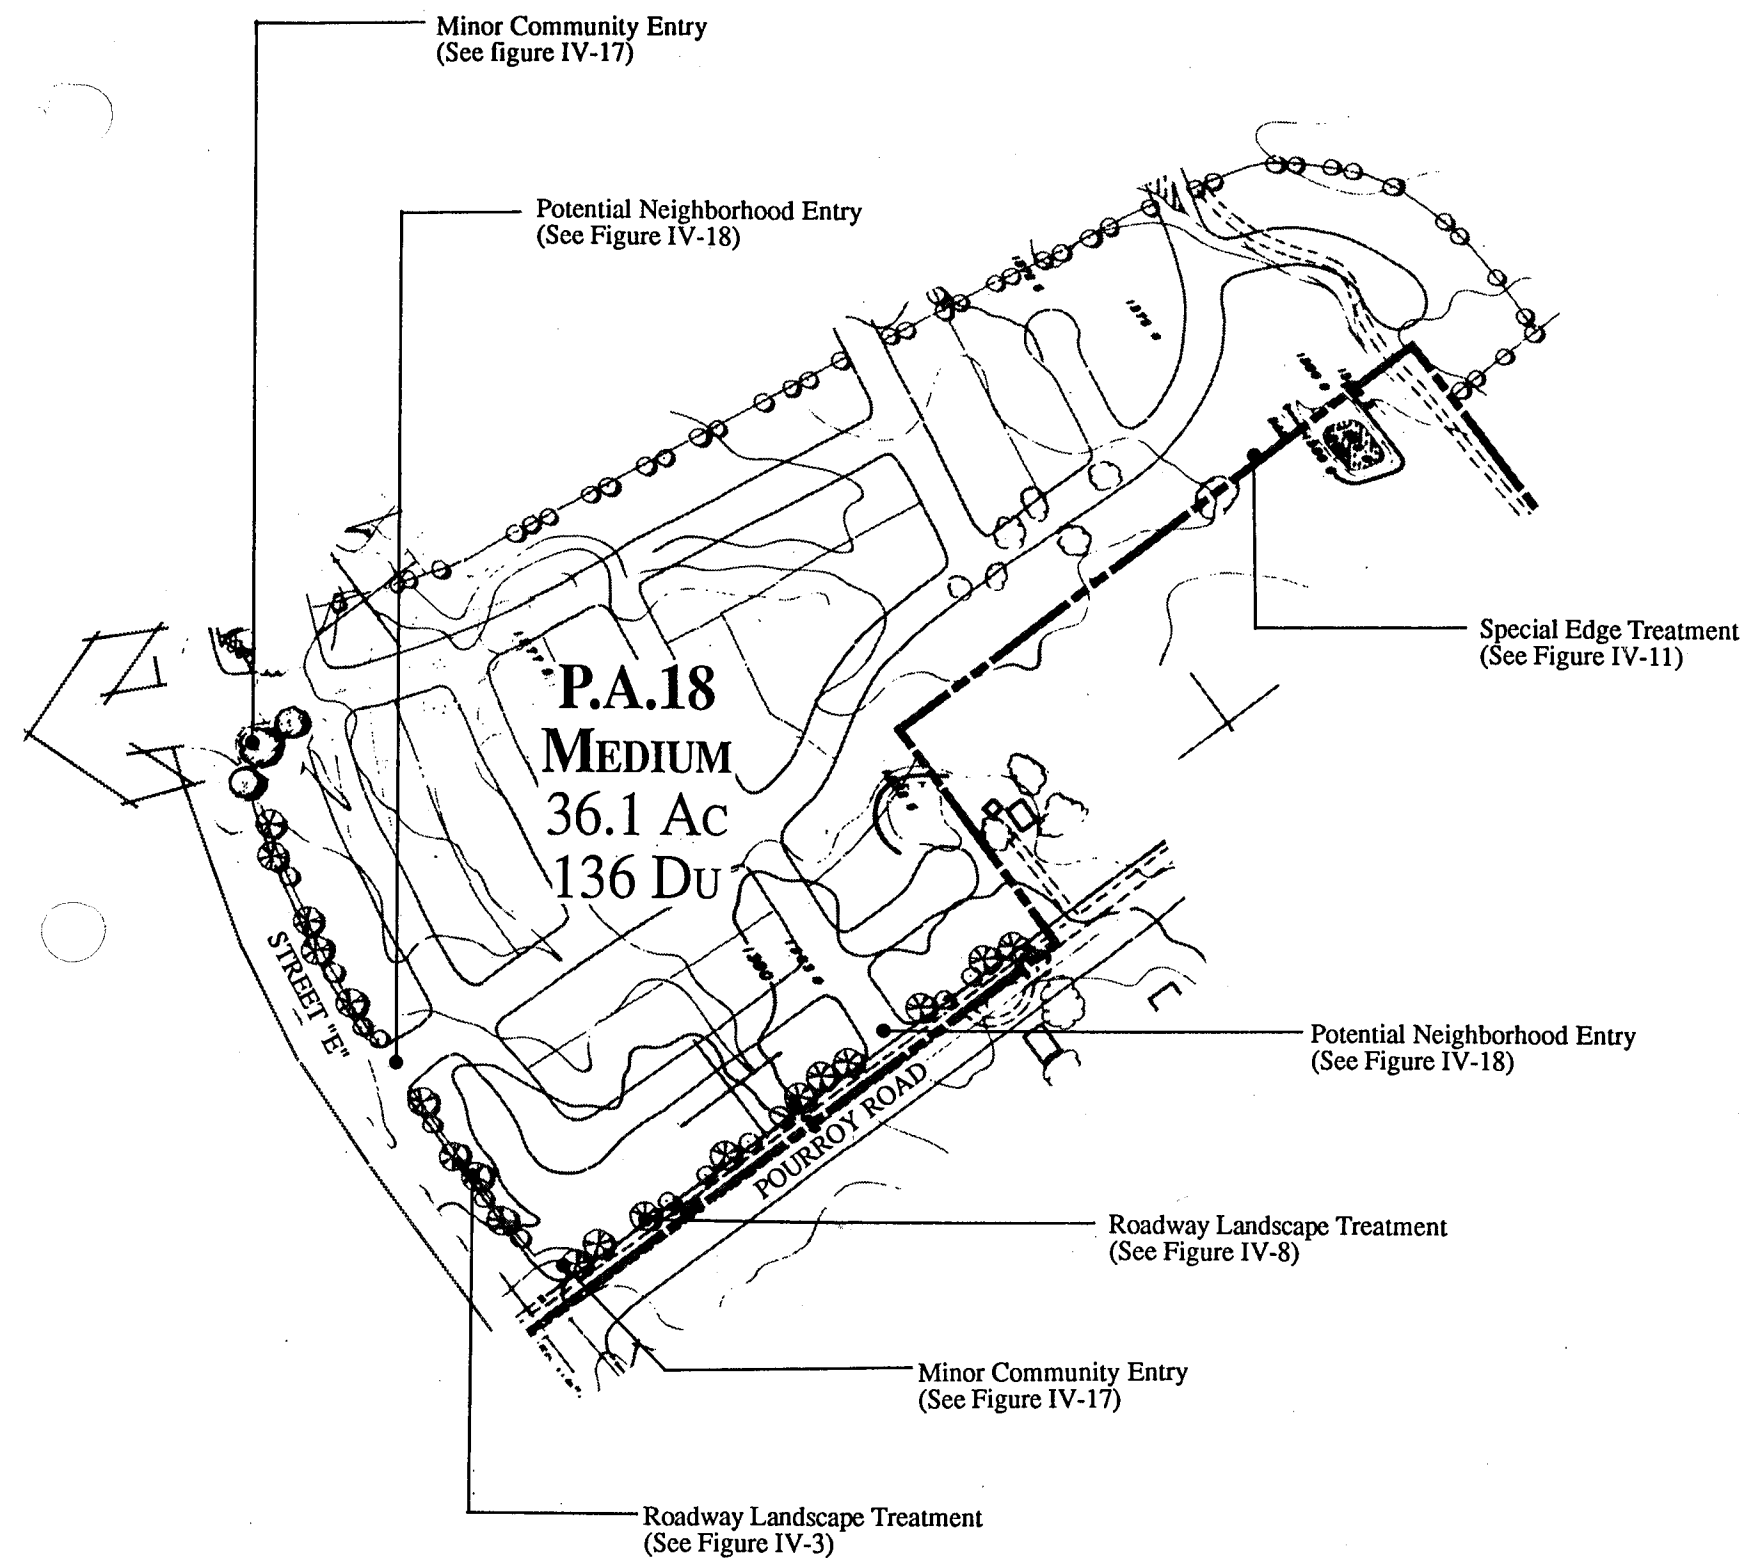 Minor Community Entry
(See figure IV-17)
Potential Neighborhood Entry
(See Figure IV-18)
Special Edge Treatment
(See Figure IV-11)
P.A.18
MEDIUM
36.1 AC
136 DU
STREET "E"
POURROY ROAD
Potential Neighborhood Entry
(See Figure IV-18)
Roadway Landscape Treatment
(See Figure IV-8)
Minor Community Entry
(See Figure IV-17)
Roadway Landscape Treatment
(See Figure IV-3)